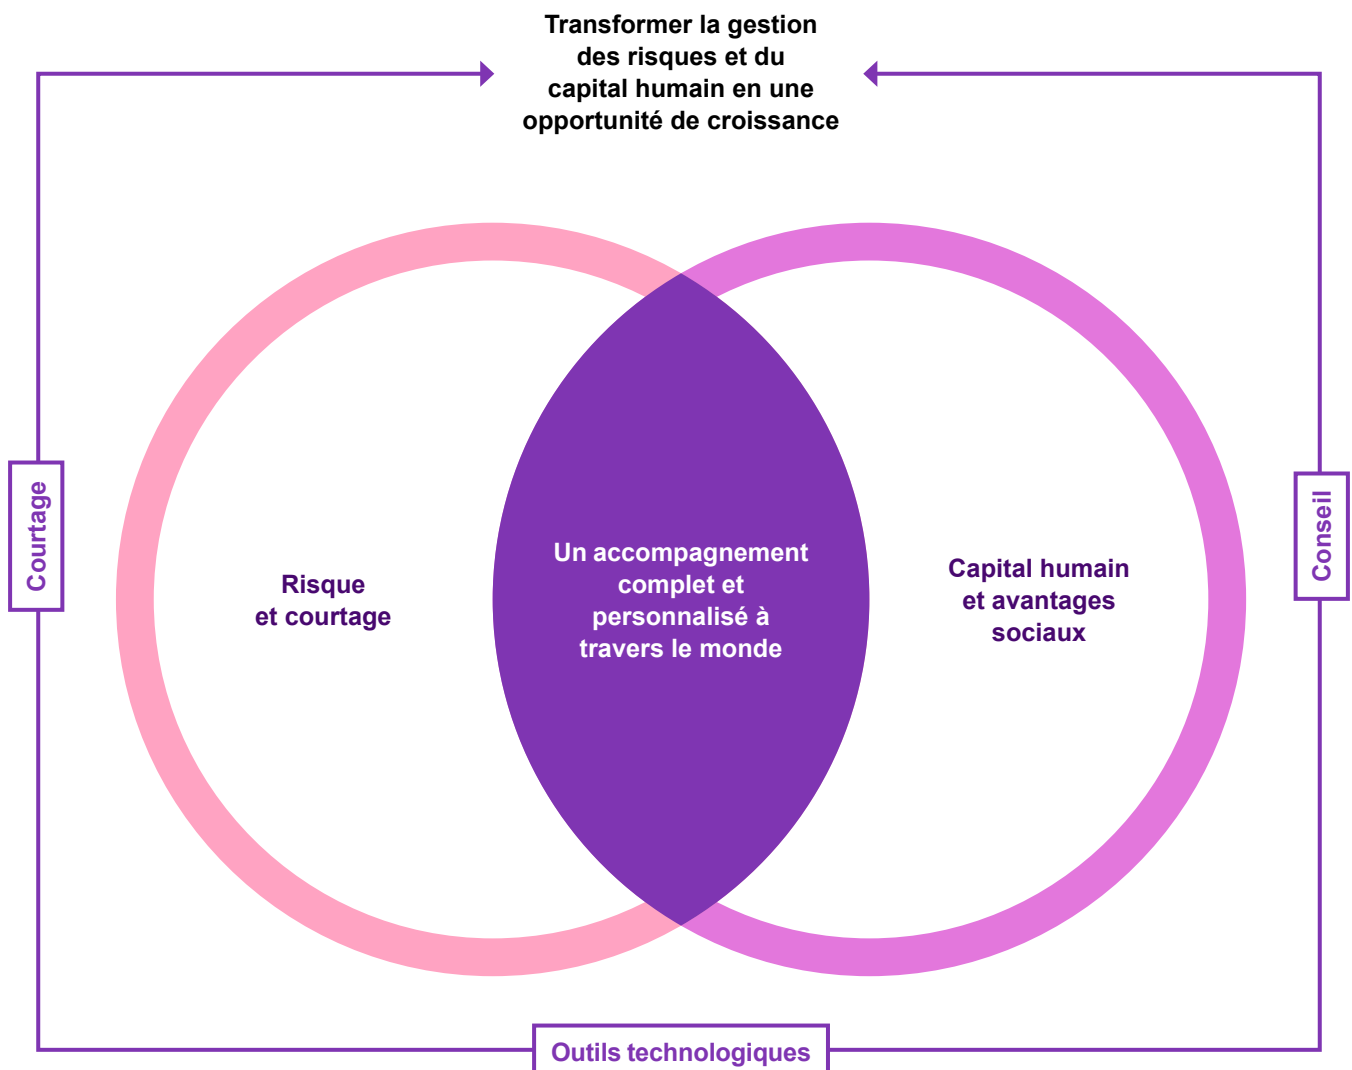 Transformer la gestion
des risques et du
capital humain en une
opportunité de croissance
Courtage
Risque
et courtage
Un accompagnement
complet et
personnalisé à
travers le monde
Capital humain
et avantages
sociaux
Conseil
Outils technologiques